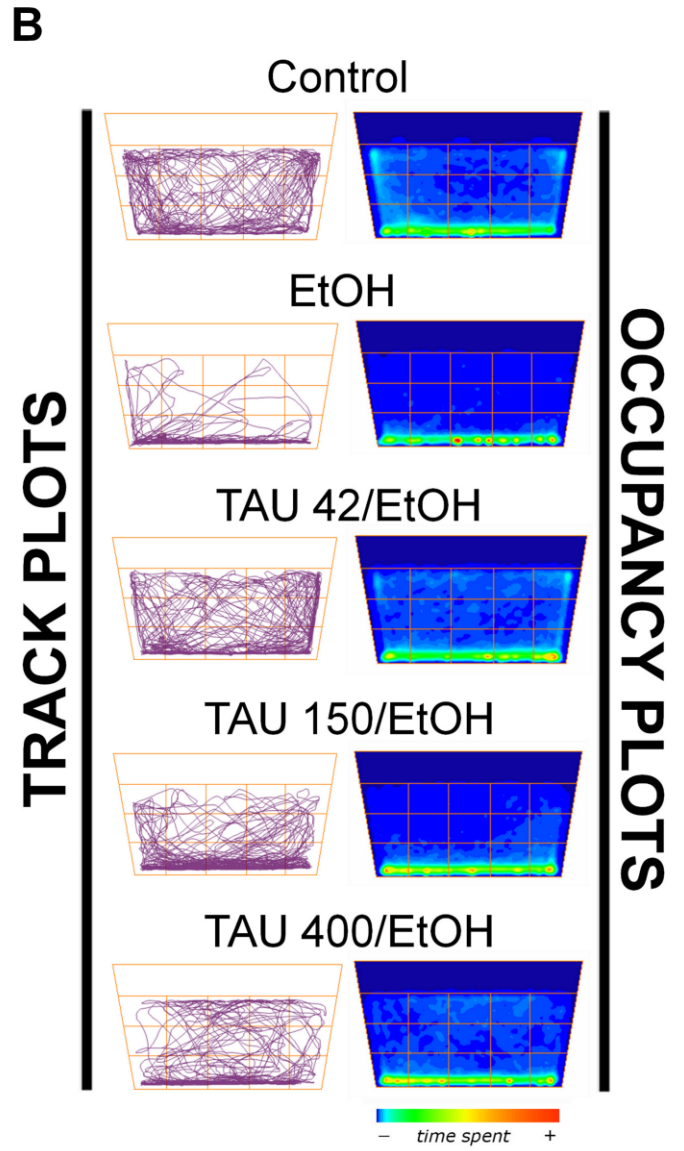 B
Control
EtOH
TAU 42/EtOH
TAU 150/EtOH
TAU 400/EtOH
TRACK PLOTS
OCCUPANCY PLOTS
– time spent +